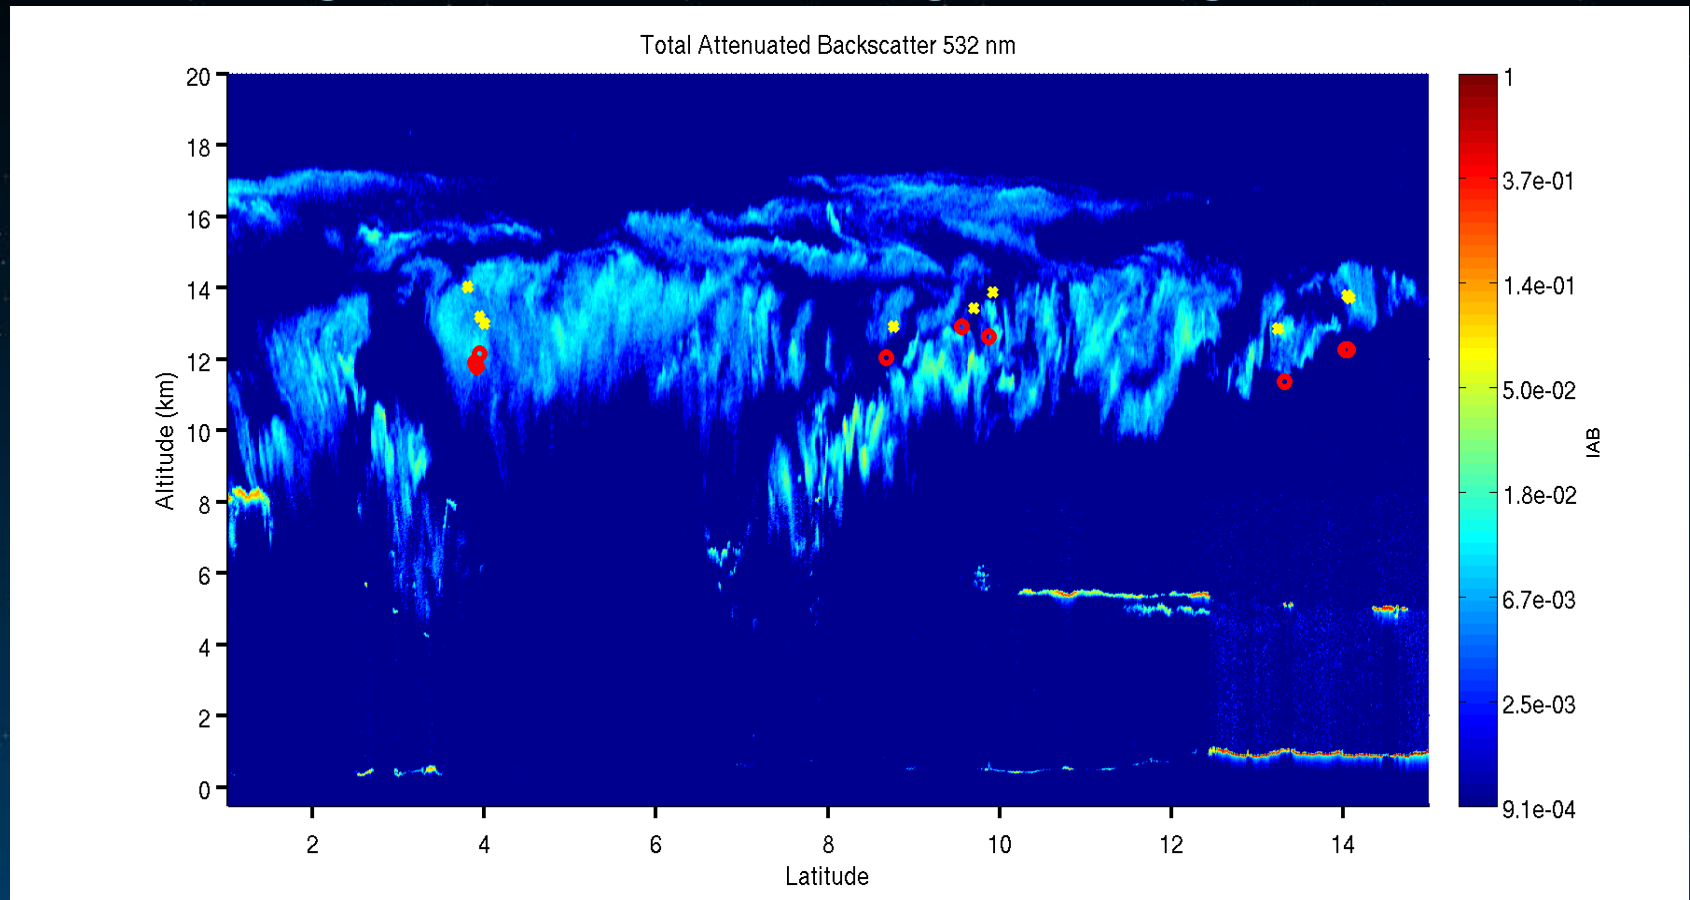 Total Attenuated Backscatter 532 nm
20
18
16
14
12
10
8
6
4
2
0
Altitude (km)
2 4 6 8 10 12 14
Latitude
1
3.7e-01
1.4e-01
5.0e-02
1.8e-02
6.7e-03
2.5e-03
9.1e-04
IAB